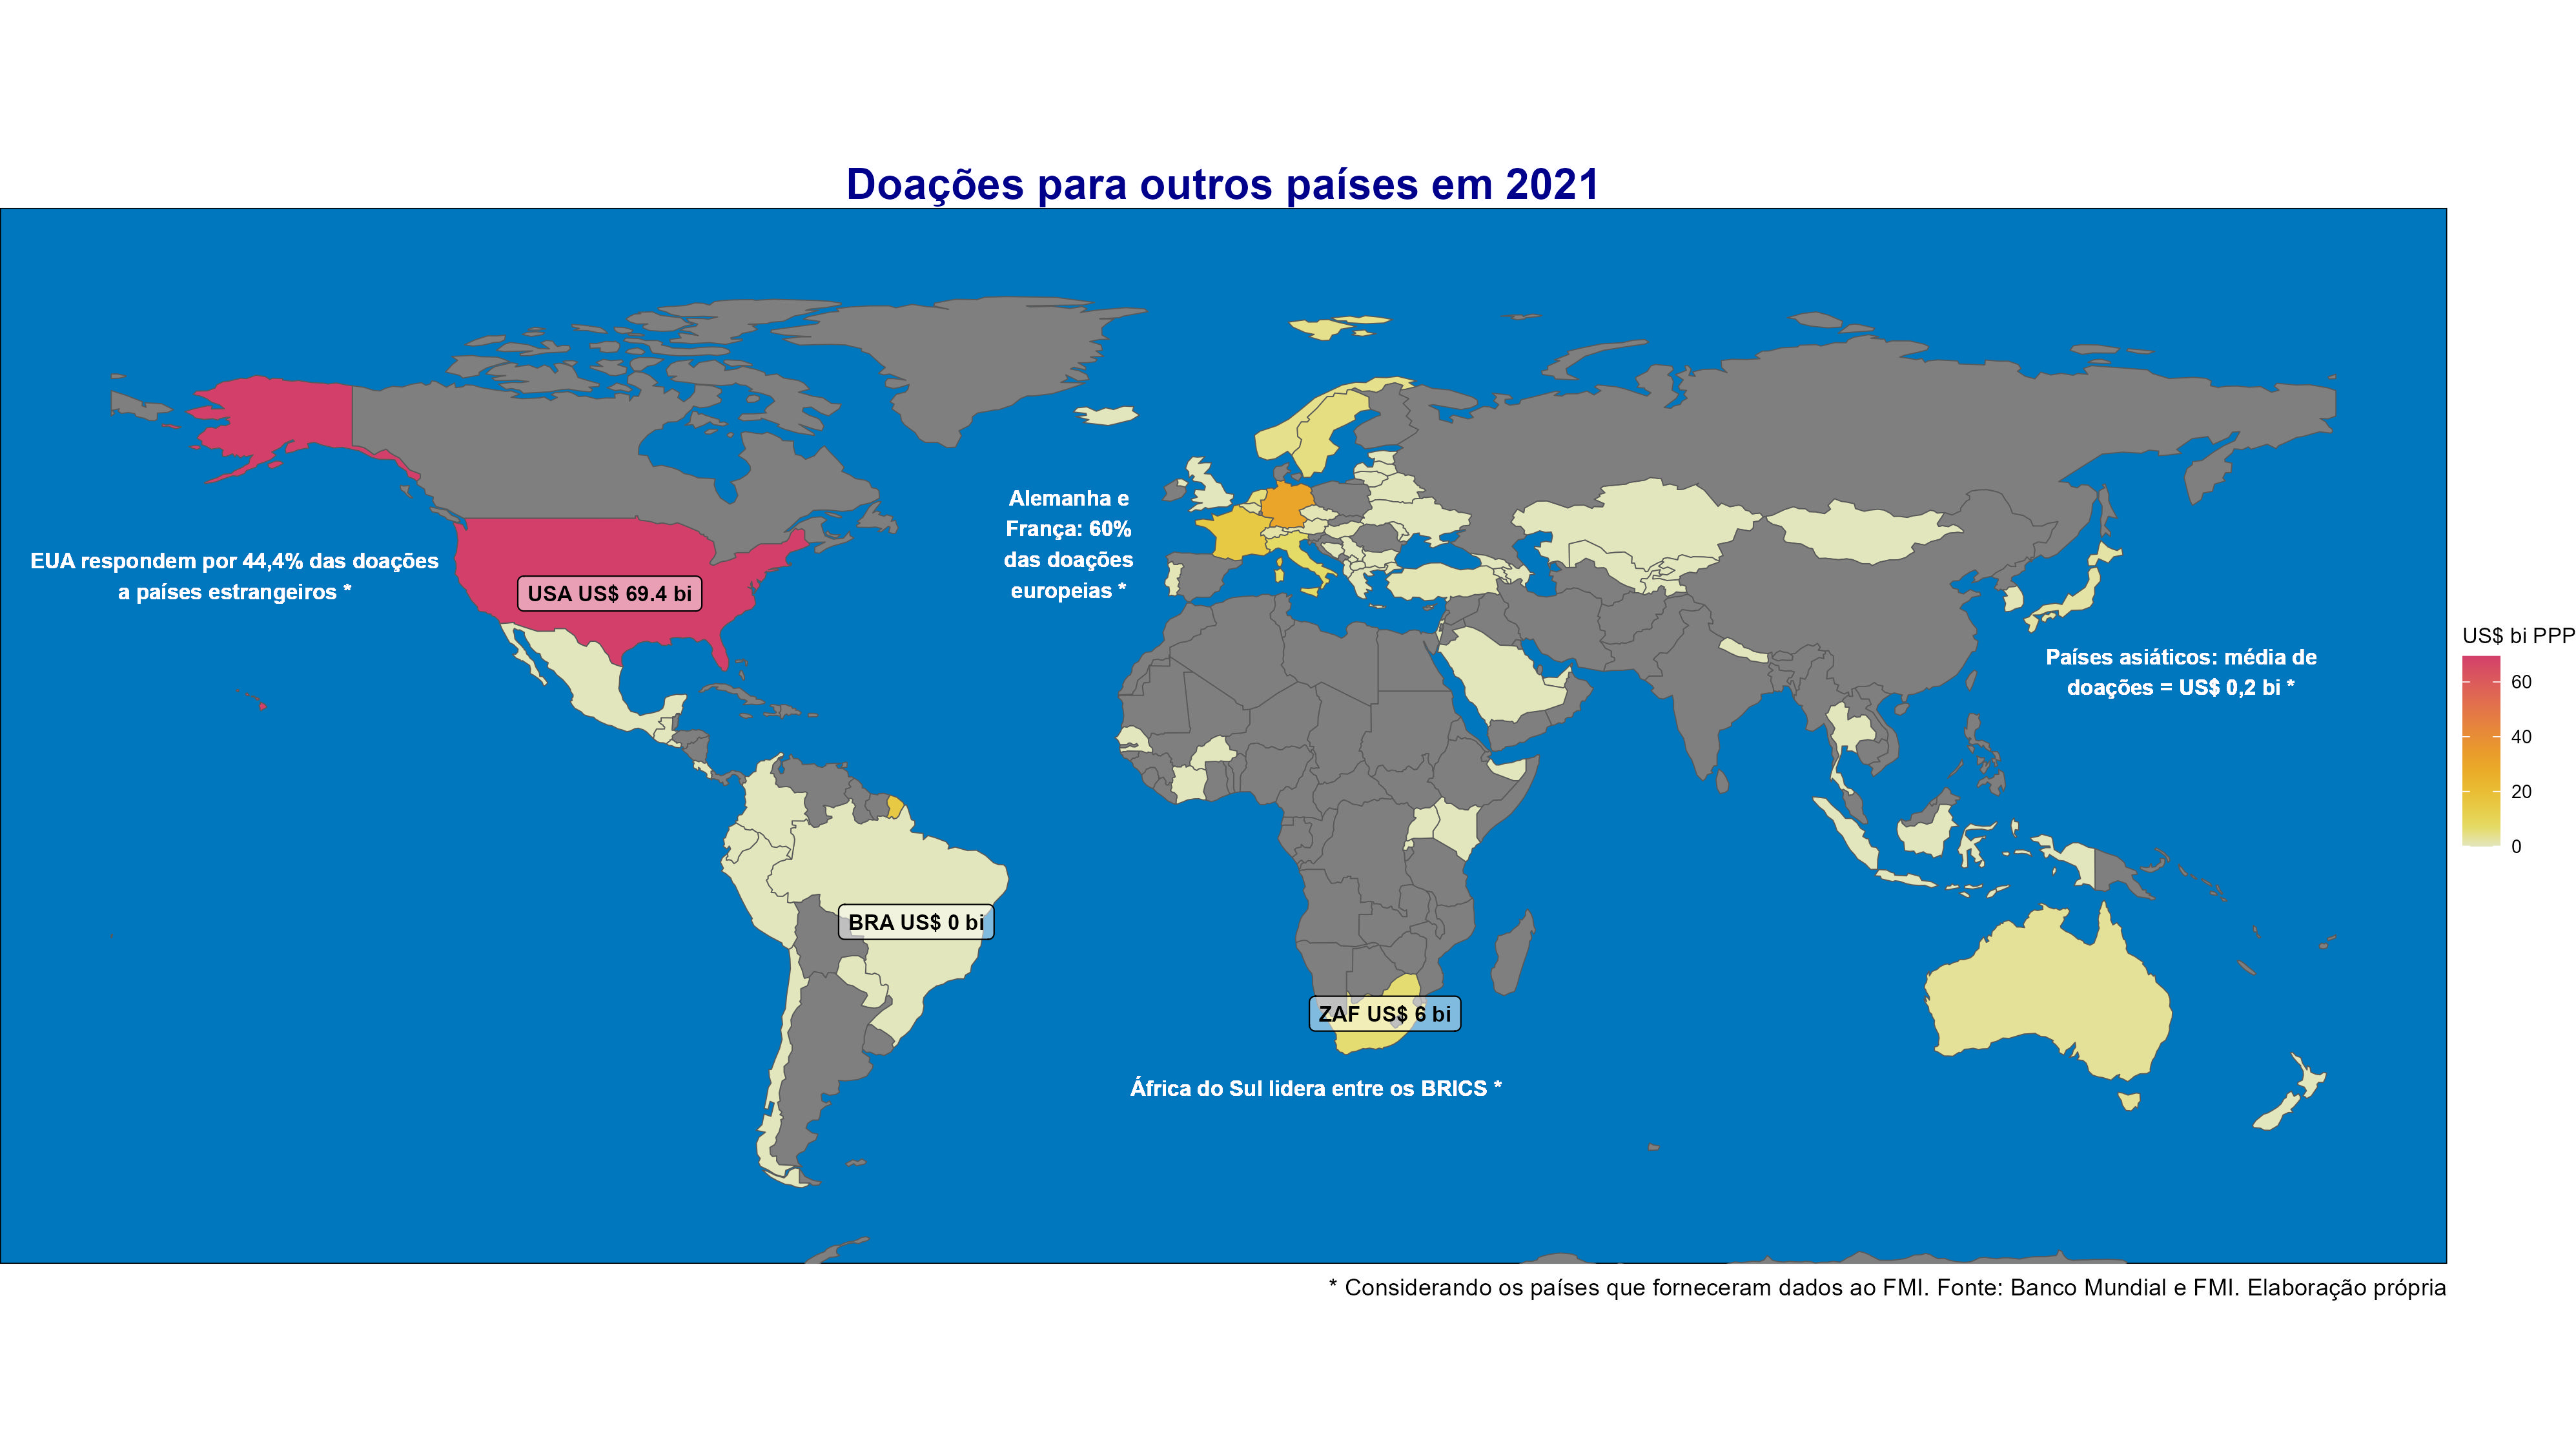 Doações para outros países em 2021
Alemanha e
França: 60%
das doações
europeias *
EUA respondem por 44,4% das doações
a países estrangeiros *
USA US$ 69.4 bi
US$ bi PPP
60
40
20
0
Países asiáticos: média de
doações = US$ 0,2 bi *
BRA US$ 0 bi
ZAF US$ 6 bi
África do Sul lidera entre os BRICS *
* Considerando os países que forneceram dados ao FMI. Fonte: Banco Mundial e FMI. Elaboração própria